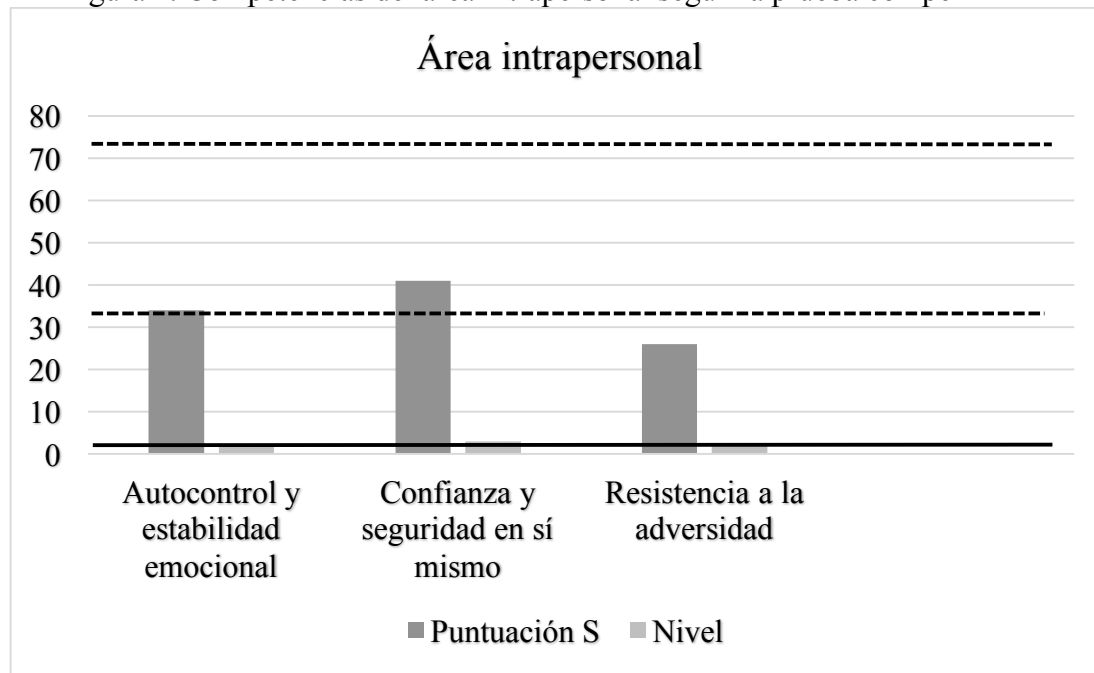 Área intrapersonal
80
70
60
50
40
30
20
10
0
Autocontrol y
estabilidad
emocional
Confianza y
seguridad en sí
mismo
Resistencia a la
adversidad
Puntuación S Nivel